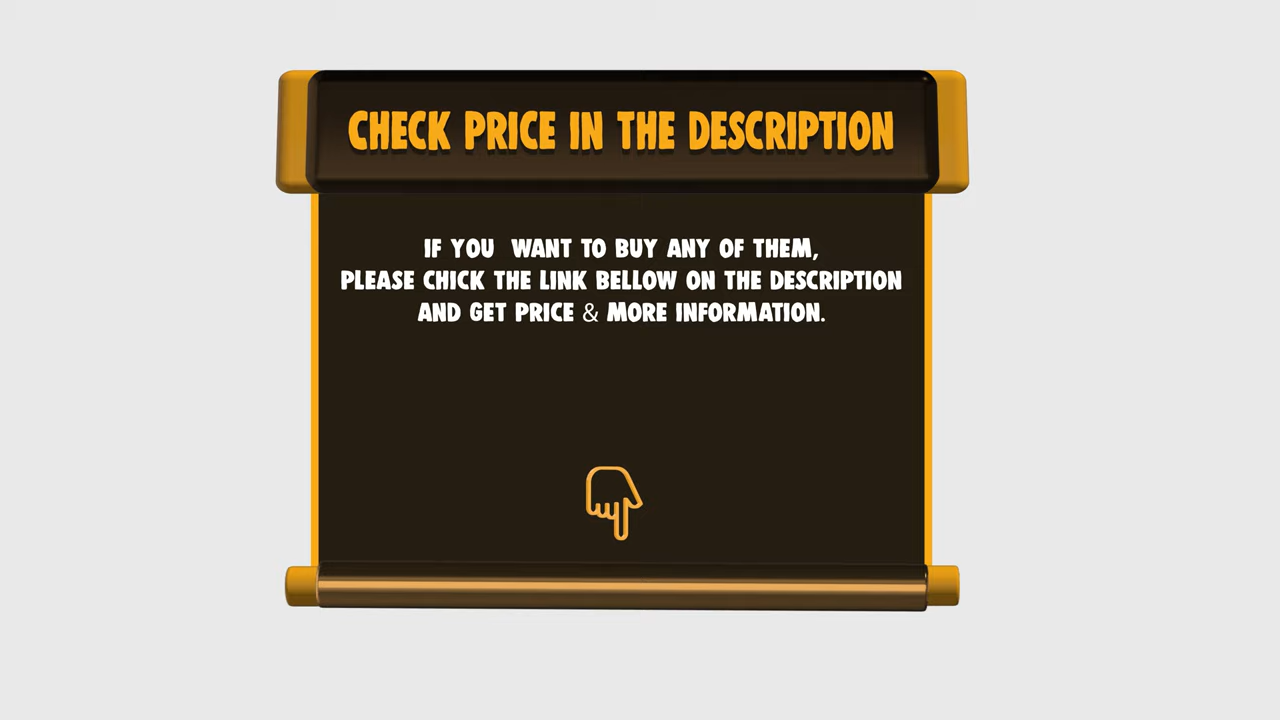 CHECK PRICE IN THE DESCRIPTION
IF YOU WANT TO BUY ANY OF THEM,
PLEASE CHICK THE LINK BELLOW ON THE DESCRIPTION
AND GET PRICE & MORE INFORMATION.